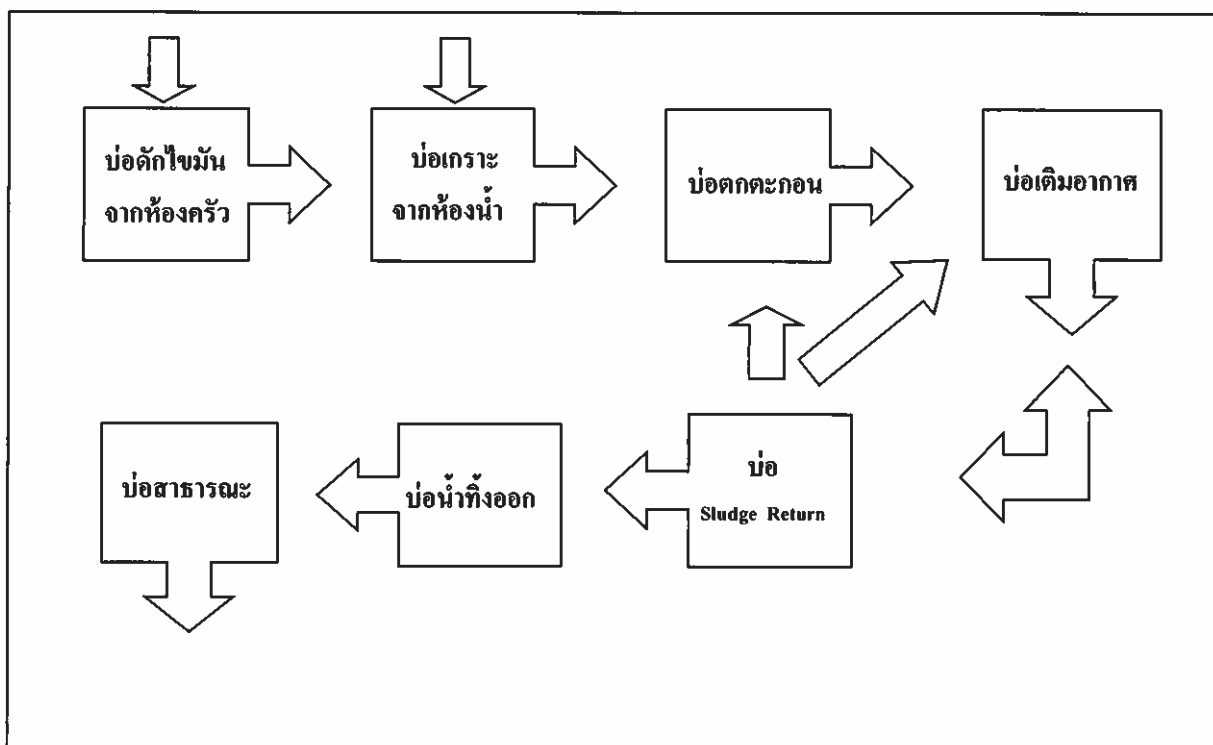 บ่อดักไขมัน
จากห้องครัว
บ่อเกราะ
จากห้องน้ำ
บ่อตกตะกอน
บ่อเติมอากาศ
บ่อสาธารณะ
บ่อน้ำทิ้งออก
บ่อ
Sludge Return